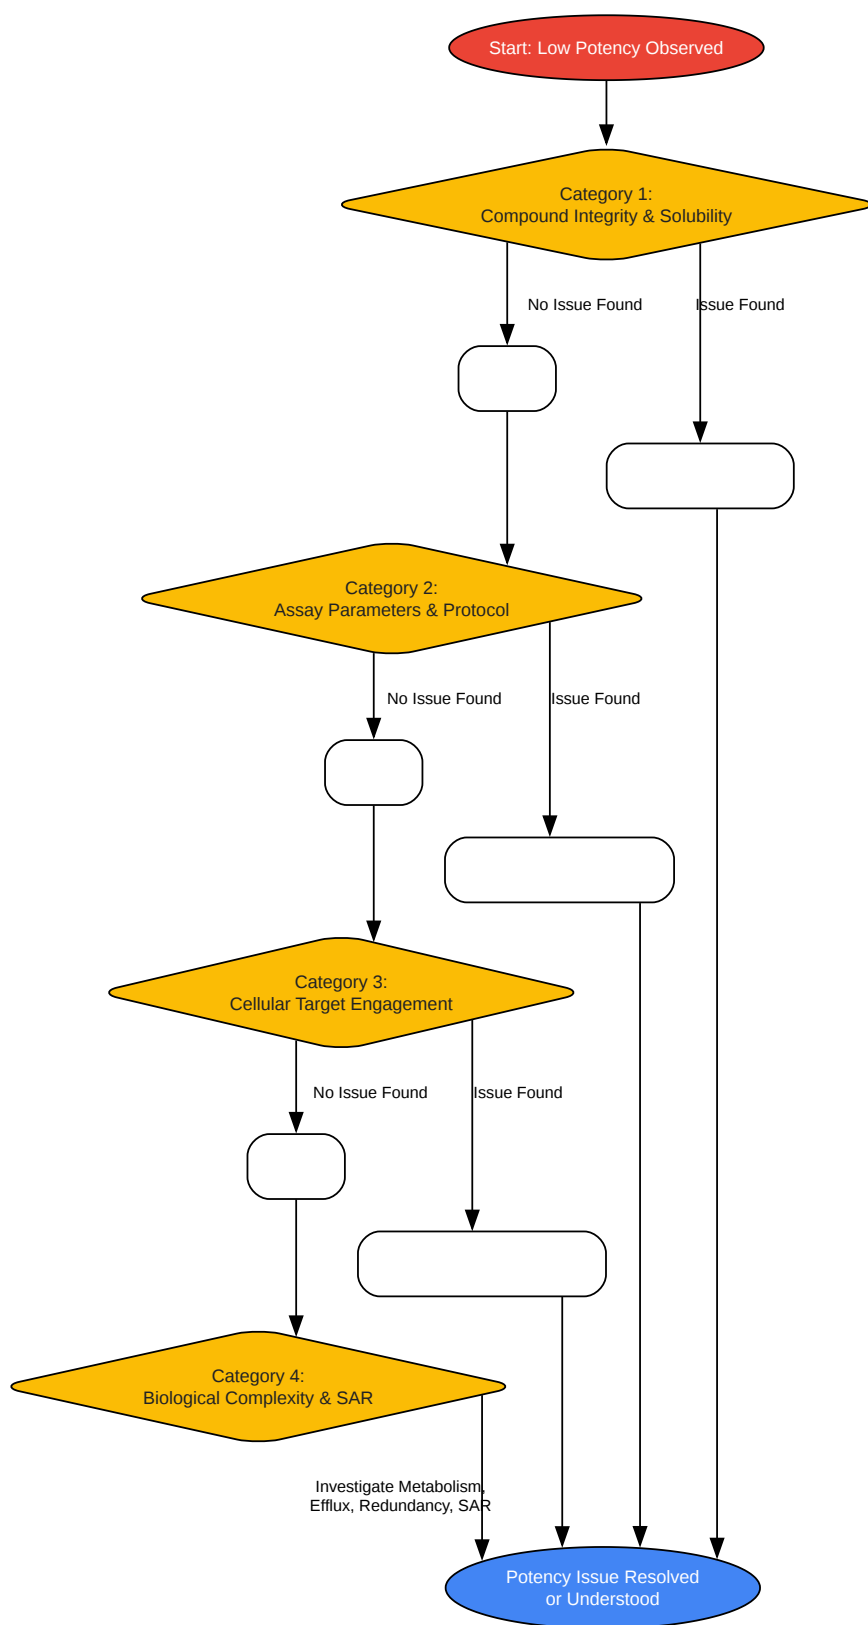 Start: Low Potency Observed
Category 1:
Compound Integrity & Solubility
No Issue Found
Issue Found
Category 2:
Assay Parameters & Protocol
No Issue Found
Issue Found
Category 3:
Cellular Target Engagement
No Issue Found
Issue Found
Category 4:
Biological Complexity & SAR
Investigate Metabolism,
Efflux, Redundancy, SAR
Potency Issue Resolved
or Understood